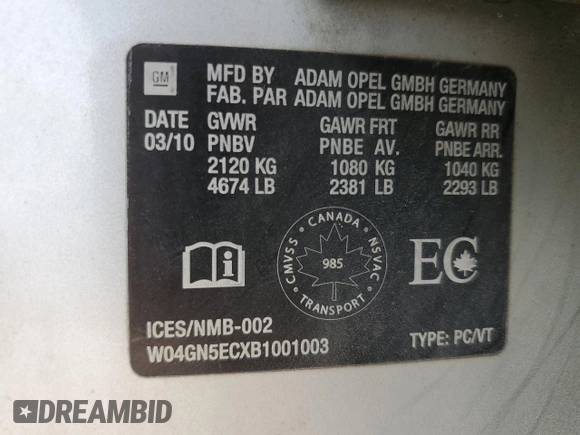 GM
MFD BY ADAM OPEL GMBH GERMANY
FAB. PAR ADAM OPEL GMBH GERMANY
DATE GVWR GAWR FRT GAWR RR
03/10 PNBV PNBE AV. PNBE ARR.
2120 KG 1080 KG 1040 KG
4674 LB 2381 LB 2293 LB
CANADA
CMVSS NSVAC
985
TRANSPORT
EC
ICES/NMB-002
W04GN5ECXB1001003 TYPE: PC/VT
DREAMBID